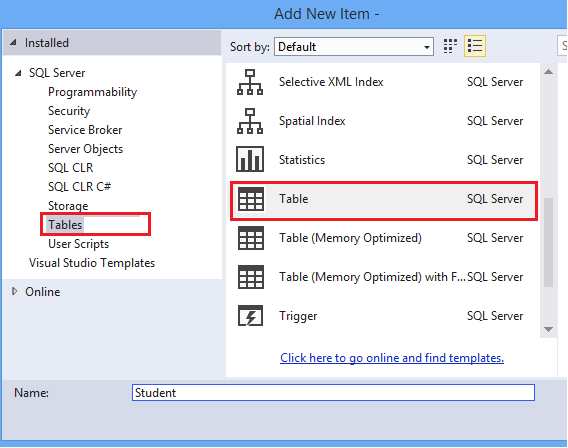 Add New Item -
Installed
Sort by: Default
SQL Server
Programmability
Security
Service Broker
Server Objects
SQL CLR
SQL CLR C#
Storage
Tables
User Scripts
Visual Studio Templates
Online
Selective XML Index SQL Server
Spatial Index SQL Server
Statistics SQL Server
Table SQL Server
Table (Memory Optimized) SQL Server
Table (Memory Optimized) with F...SQL Server
Trigger SQL Server
Click here to go online and find templates.
Name: Student